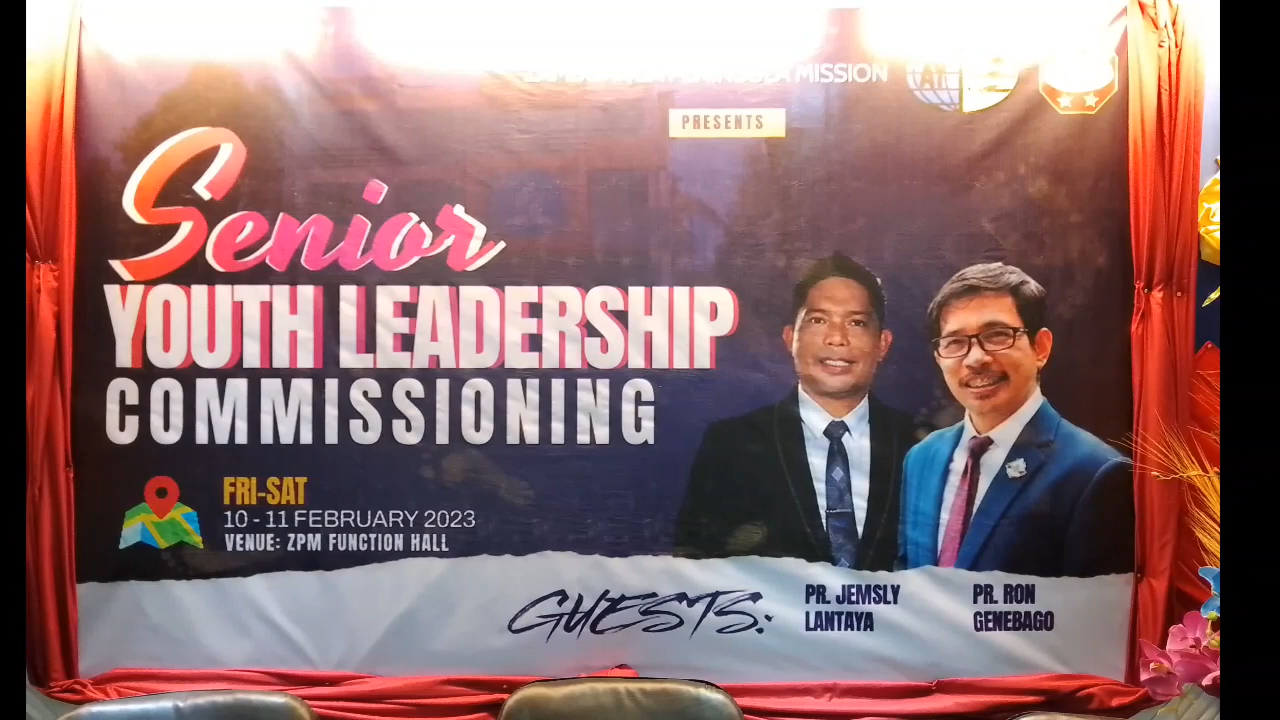 PENINSULA MISSION
PRESENTS
Senior
YOUTH LEADERSHIP
COMMISSIONING
FRI-SAT
10 - 11 FEBRUARY 2023
VENUE: ZPM FUNCTION HALL
GUESTS:
PR. JEMSLY
LANTAYA
PR. RON
GENEBAGO